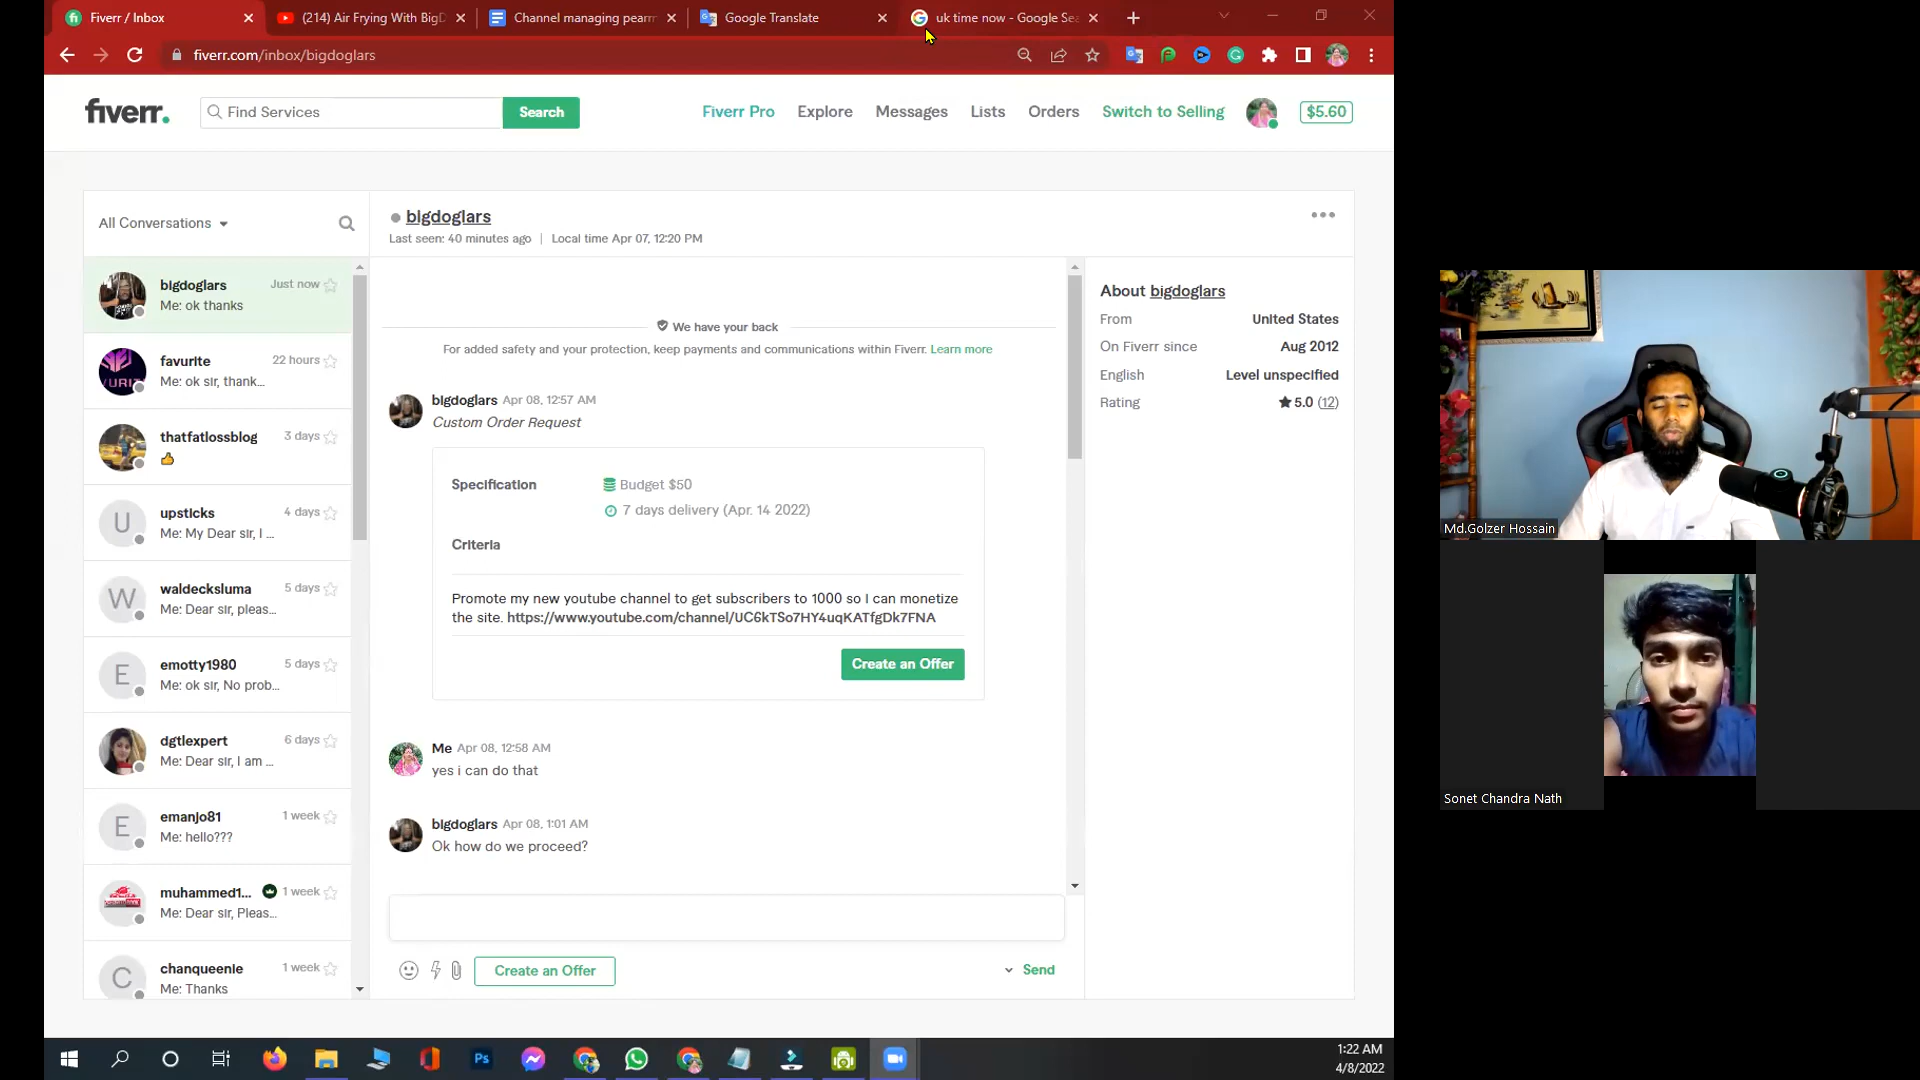 Fiverr / Inbox
(214) Air Frying With BigD
Channel managing pearm
Google Translate
uk time now - Google Sea
fiverr.com/inbox/bigdoglars
fiverr.
Find Services
Search
Fiverr Pro
Explore
Messages
Lists
Orders
Switch to Selling
$5.60
All Conversations
bigdoglars
Just now
Me: ok thanks
favurite
22 hours
Me: ok sir, thank...
thatfatlossblog
3 days
U
upsticks
4 days
Me: My Dear sir, I ...
W
waldecksluma
5 days
Me: Dear sir, pleas...
E
emotty1980
5 days
Me: ok sir, No prob...
dgtlexpert
6 days
Me: Dear sir, I am ...
E
emanjo81
1 week
Me: hello???
muhammed1...
1 week
Me: Dear sir, Pleas...
C
chanqueenie
1 week
Me: Thanks
bigdoglars
Last seen: 40 minutes ago | Local time Apr 07, 12:20 PM
We have your back
For added safety and your protection, keep payments and communications within Fiverr. Learn more
bigdoglars Apr 08, 12:57 AM
Custom Order Request
Specification
Budget $50
7 days delivery (Apr. 14 2022)
Criteria
Promote my new youtube channel to get subscribers to 1000 so I can monetize
the site. https://www.youtube.com/channel/UC6kTSo7HY4uqKATfgDk7FNA
Create an Offer
Me Apr 08, 12:58 AM
yes i can do that
bigdoglars Apr 08, 1:01 AM
Ok how do we proceed?
Create an Offer
Send
About bigdoglars
From United States
On Fiverr since Aug 2012
English Level unspecified
Rating 5.0 (12)
Md.Golzer Hossain
Sonet Chandra Nath
Ps
1:22 AM
4/8/2022